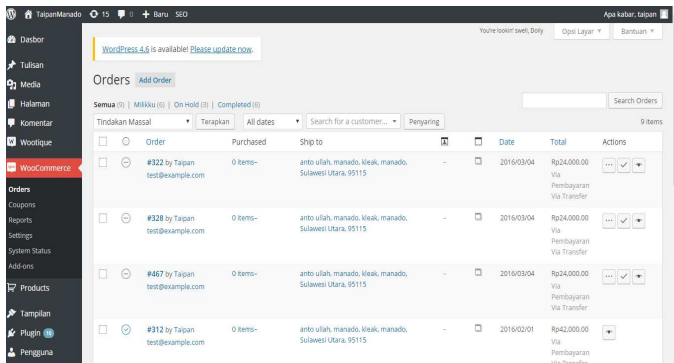 TaipanManado 15 0 + Baru SEO Apa kabar, taipan
You're lookin' swell, Dolly Opsi Layar Bantuan
WordPress 4.6 is available! Please update now.
Dasbor
Tulisan
Media
Halaman
Komentar
Wootique
WooCommerce
Orders
Coupons
Reports
Settings
System Status
Add-ons
Products
Tampilan
Plugin 10
Pengguna
Orders Add Order
Semua (9) | Milikku (6) | On Hold (3) | Completed (6) Search Orders
Tindakan Massal Terapkan All dates Search for a customer... Penyaring 9 items
Order Purchased Ship to Date Total Actions
#322 by Taipan 0 items– anto ullah, manado, kleak, manado, – 2016/03/04 Rp24.000.00
test@example.com Sulawesi Utara, 95115 Via
Pembayaran
Via Transfer
#328 by Taipan 0 items– anto ullah, manado, kleak, manado, – 2016/03/04 Rp24.000.00
test@example.com Sulawesi Utara, 95115 Via
Pembayaran
Via Transfer
#467 by Taipan 0 items– anto ullah, manado, kleak, manado, – 2016/03/04 Rp24,000.00
test@example.com Sulawesi Utara, 95115 Via
Pembayaran
Via Transfer
#312 by Taipan 0 items– anto ullah, manado, kleak, manado, – 2016/02/01 Rp42.000.00
test@example.com Sulawesi Utara, 95115 Via
Pembayaran
Via Transfer